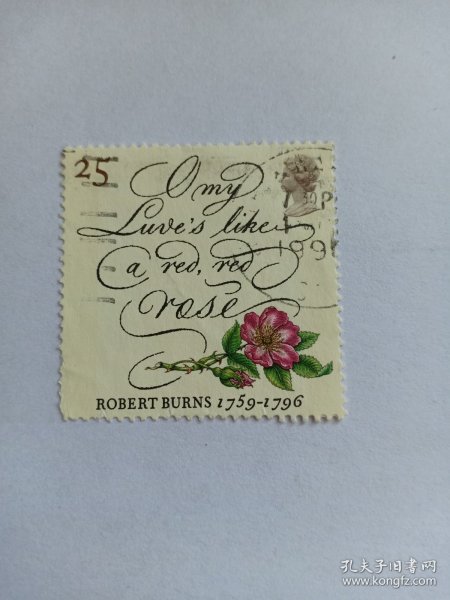 25
O my
Luve's like
a red, red
rose
ROBERT BURNS 1759-1796
孔夫子旧书网
www.kongfz.com